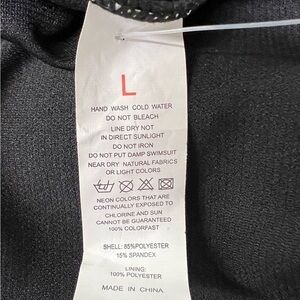 L
HAND WASH COLD WATER
DO NOT BLEACH
LINE DRY NOT
IN DIRECT SUNLIGHT
DO NOT IRON
DO NOT PUT DAMP SWIMSUIT
NEAR DRY NATURAL FABRICS
OR LIGHT COLORS
NEON COLORS THAT ARE
CONTINUALLY EXPOSED TO
CHLORINE AND SUN
CANNOT BE GUARANTEED
100% COLORFAST
SHELL: 85%POLYESTER
15% SPANDEX
LINING:
100% POLYESTER
MADE IN CHINA